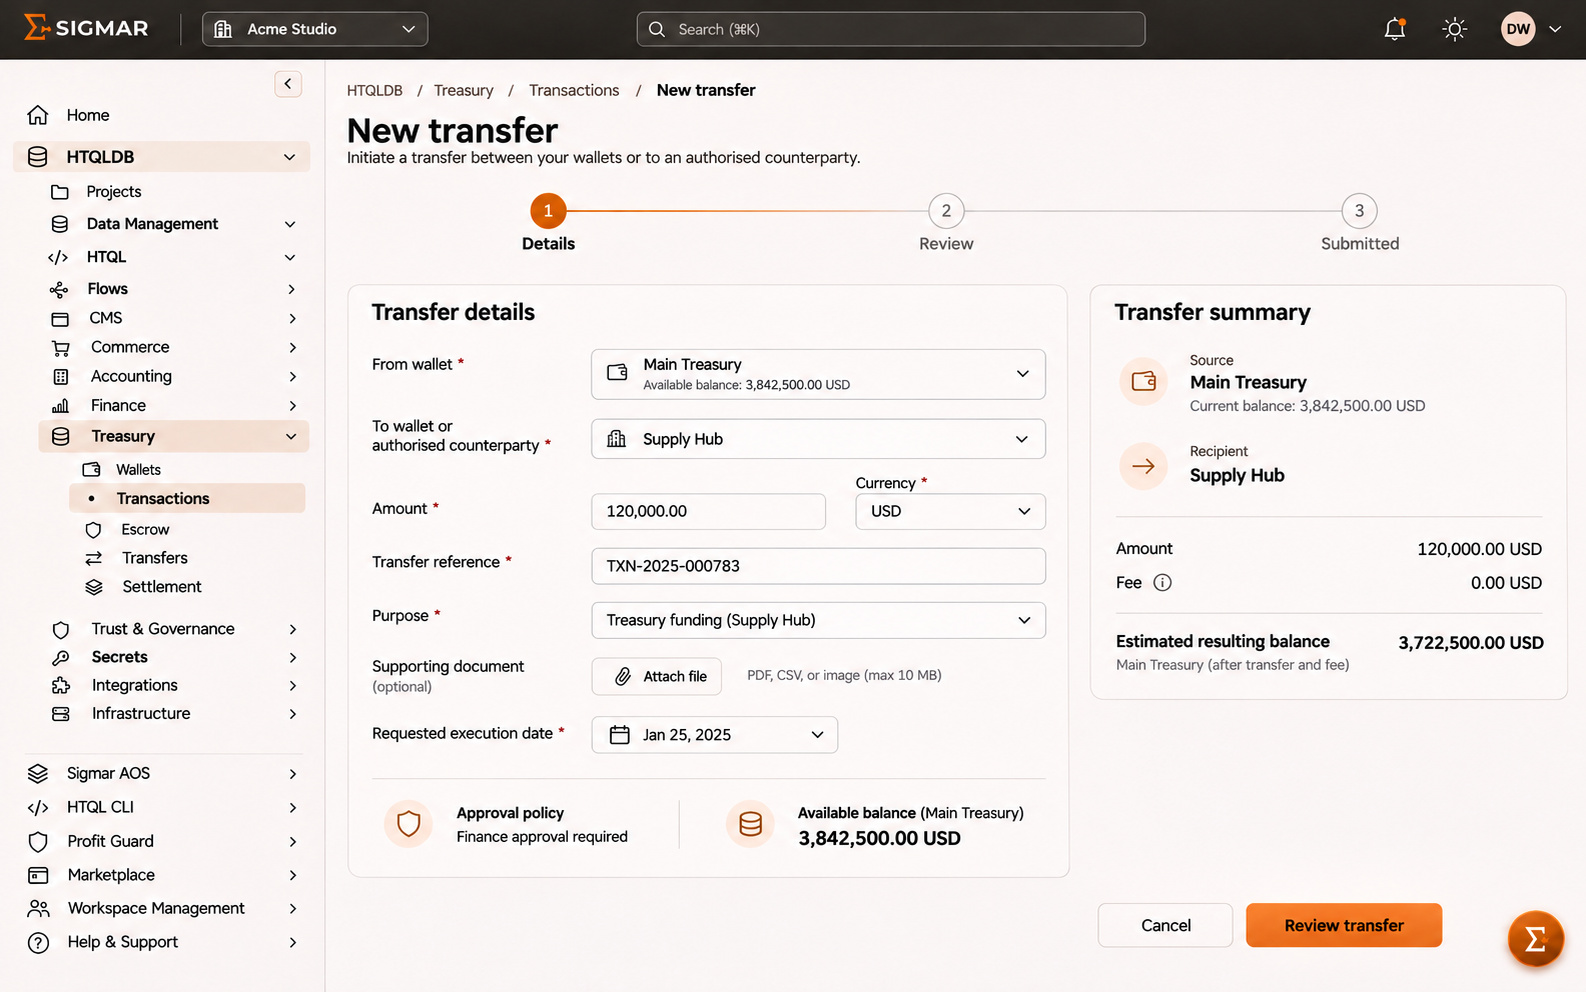 SIGMAR
Acme Studio
Search (⌘K)
DW
Home
HTQLDB
Projects
Data Management
HTQL
Flows
CMS
Commerce
Accounting
Finance
Treasury
Wallets
Transactions
Escrow
Transfers
Settlement
Trust & Governance
Secrets
Integrations
Infrastructure
Sigmar AOS
HTQL CLI
Profit Guard
Marketplace
Workspace Management
Help & Support
HTQLDB / Treasury / Transactions / New transfer
New transfer
Initiate a transfer between your wallets or to an authorised counterparty.
1
Details
2
Review
3
Submitted
Transfer details
From wallet *
Main Treasury
Available balance: 3,842,500.00 USD
To wallet or
authorised counterparty *
Supply Hub
Amount *
120,000.00
Currency *
USD
Transfer reference *
TXN-2025-000783
Purpose *
Treasury funding (Supply Hub)
Supporting document
(optional)
Attach file
PDF, CSV, or image (max 10 MB)
Requested execution date *
Jan 25, 2025
Approval policy
Finance approval required
Available balance (Main Treasury)
3,842,500.00 USD
Transfer summary
Source
Main Treasury
Current balance: 3,842,500.00 USD
Recipient
Supply Hub
Amount 120,000.00 USD
Fee 0.00 USD
Estimated resulting balance 3,722,500.00 USD
Main Treasury (after transfer and fee)
Cancel
Review transfer